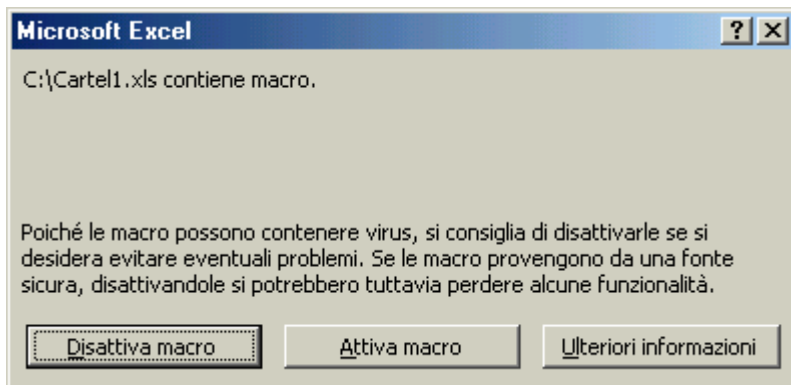 Microsoft Excel
C:\Cartel1.xls contiene macro.
Poiché le macro possono contenere virus, si consiglia di disattivarle se si
desidera evitare eventuali problemi. Se le macro provengono da una fonte
sicura, disattivandole si potrebbero tuttavia perdere alcune funzionalità.
Disattiva macro Attiva macro Ulteriori informazioni